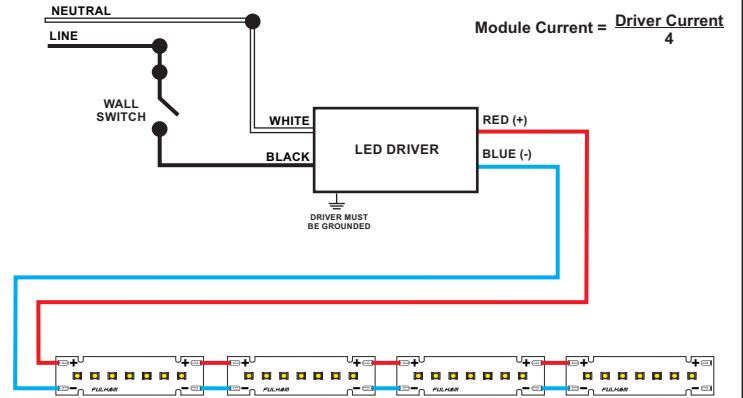 NEUTRAL
LINE
Module Current = Driver Current
4
WALL
SWITCH
WHITE
BLACK
LED DRIVER
RED (+)
BLUE (-)
DRIVER MUST
BE GROUNDED
+ + + + + + + +
FULHAM FULHAM FULHAM FULHAM
- - - - - - - -